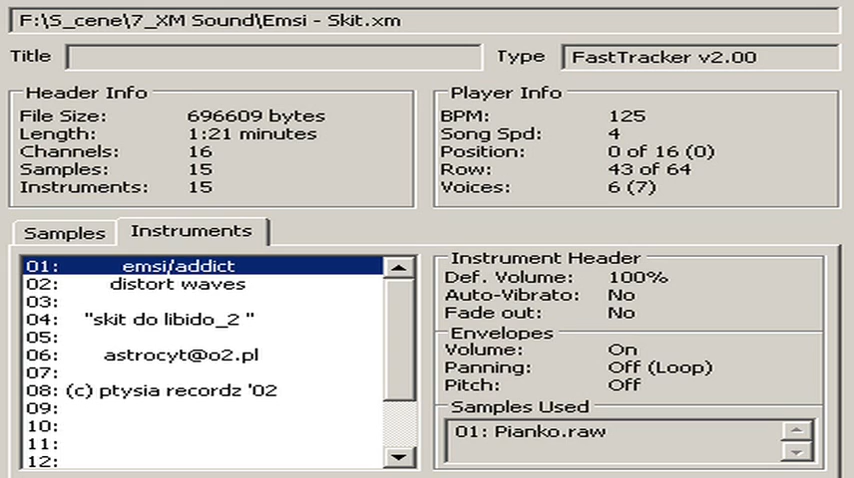 F:\S_cene\7_XM Sound\Emsi - Skit.xm
Title Type FastTracker v2.00
Header Info
File Size: 696609 bytes
Length: 1:21 minutes
Channels: 16
Samples: 15
Instruments: 15
Player Info
BPM: 125
Song Spd: 4
Position: 0 of 16 (0)
Row: 43 of 64
Voices: 6 (7)
Samples Instruments
01: emsi/addict
02: distort waves
03:
04: "skit do libido_2 "
05:
06: astrocyt@o2.pl
07:
08: (c) ptysia recordz '02
09:
10:
11:
12:
Instrument Header
Def. Volume: 100%
Auto-Vibrato: No
Fade out: No
Envelopes
Volume: On
Panning: Off (Loop)
Pitch: Off
Samples Used
01: Pianko.raw